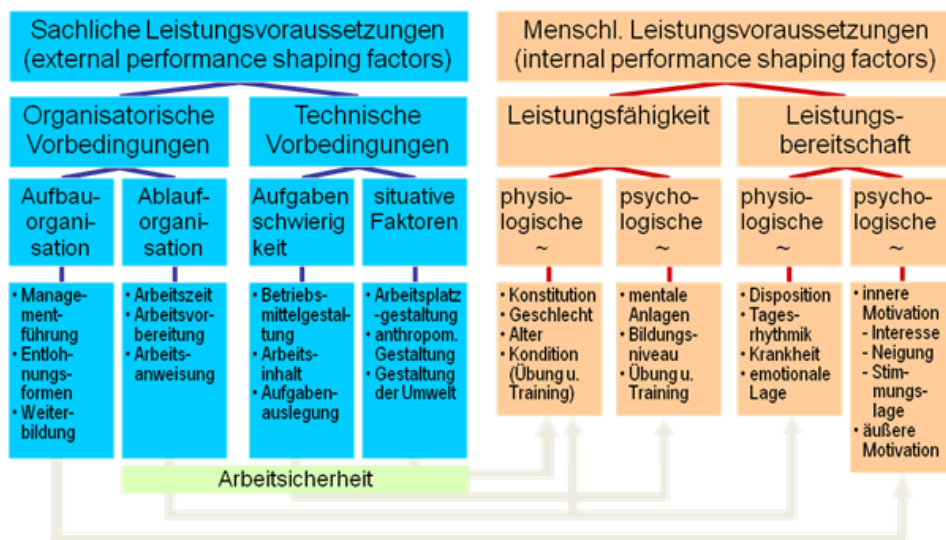 Sachliche Leistungsvoraussetzungen
(external performance shaping factors)
Menschl. Leistungsvoraussetzungen
(internal performance shaping factors)
Organisatorische
Vorbedingungen
Technische
Vorbedingungen
Leistungsfähigkeit
Leistungs-
bereitschaft
Aufbau-
organi-
sation
Ablauf-
organi-
sation
Aufgaben
schwierig
keit
situative
Faktoren
physio-
logische
~
psycho-
logische
~
physio-
logische
~
psycho-
logische
~
• Manage-
mentführung
• Entloh-
nungs-
formen
• Weiter-
bildung
• Arbeitszeit
• Arbeitsvor-
bereitung
• Arbeits-
anweisung
• Betriebs-
mittelgestal-
tung
• Arbeits-
inhalt
• Aufgaben-
auslegung
• Arbeitsplatz
-gestaltung
• anthropom.
Gestaltung
• Gestaltung
der Umwelt
• Konstitution
• Geschlecht
• Alter
• Kondition
(Übung u.
Training)
• mentale
Anlagen
• Bildungs-
niveau
• Übung u.
Training
• Disposition
• Tages-
rhythmik
• Krankheit
• emotionale
Lage
• innere
Motivation
- Interesse
- Neigung
- Stim-
mungs-
lage
• äußere
Motivation
Arbeitsicherheit